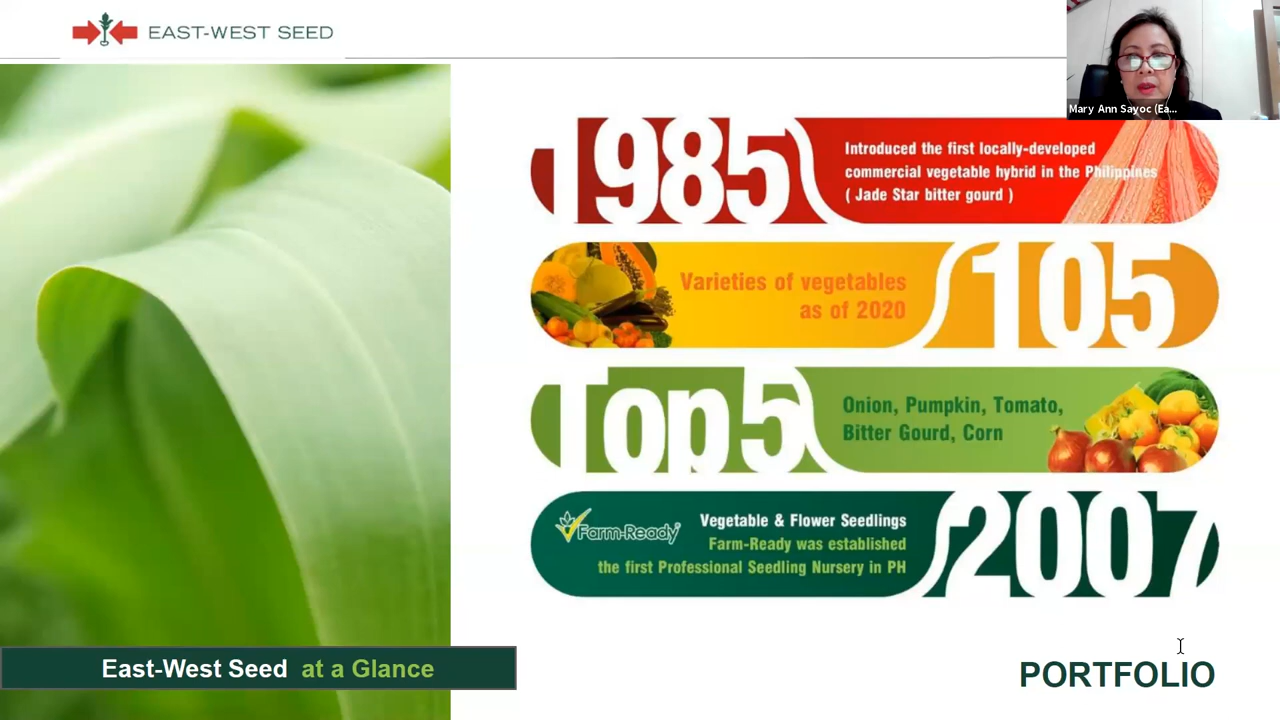 EAST-WEST SEED
Mary Ann Sayoc (Ea...
1985
Introduced the first locally-developed
commercial vegetable hybrid in the Philippines
( Jade Star bitter gourd )
Varieties of vegetables
as of 2020
105
Top 5
Onion, Pumpkin, Tomato,
Bitter Gourd, Corn
Farm-Ready
Vegetable & Flower Seedlings
Farm-Ready was established
the first Professional Seedling Nursery in PH
2007
East-West Seed at a Glance
PORTFOLIO